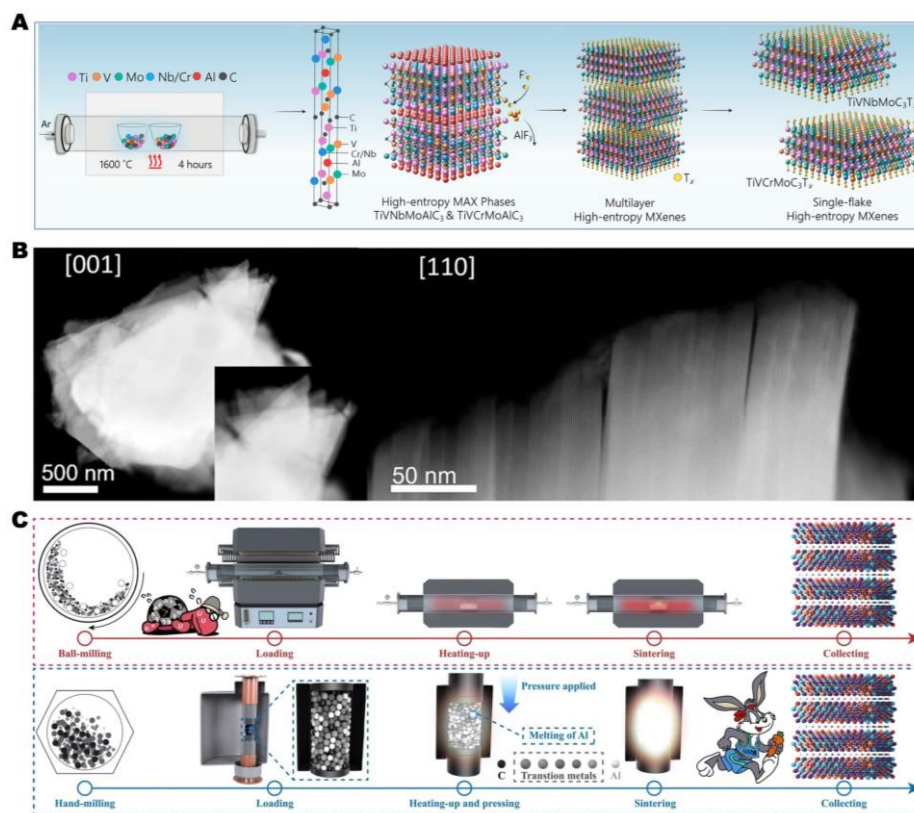 A
Ti V Mo Nb/Cr Al C
Ar
1600 °C 4 hours
C
Ti
V
Cr/Nb
Al
Mo
F
AlF₃
High-entropy MAX Phases
TiVNbMoAlC₃ & TiVCrMoAlC₃
Tₓ
Multilayer
High-entropy MXenes
TiVNbMoC₃T
TiVCrMoC₃Tₓ
Single-flake
High-entropy MXenes
B
[001]
[110]
500 nm
50 nm
C
Ball-milling
Loading
Heating-up
Sintering
Collecting
Pressure applied
Melting of Al
C
Transtion metals
Al
Hand-milling
Loading
Heating-up and pressing
Sintering
Collecting